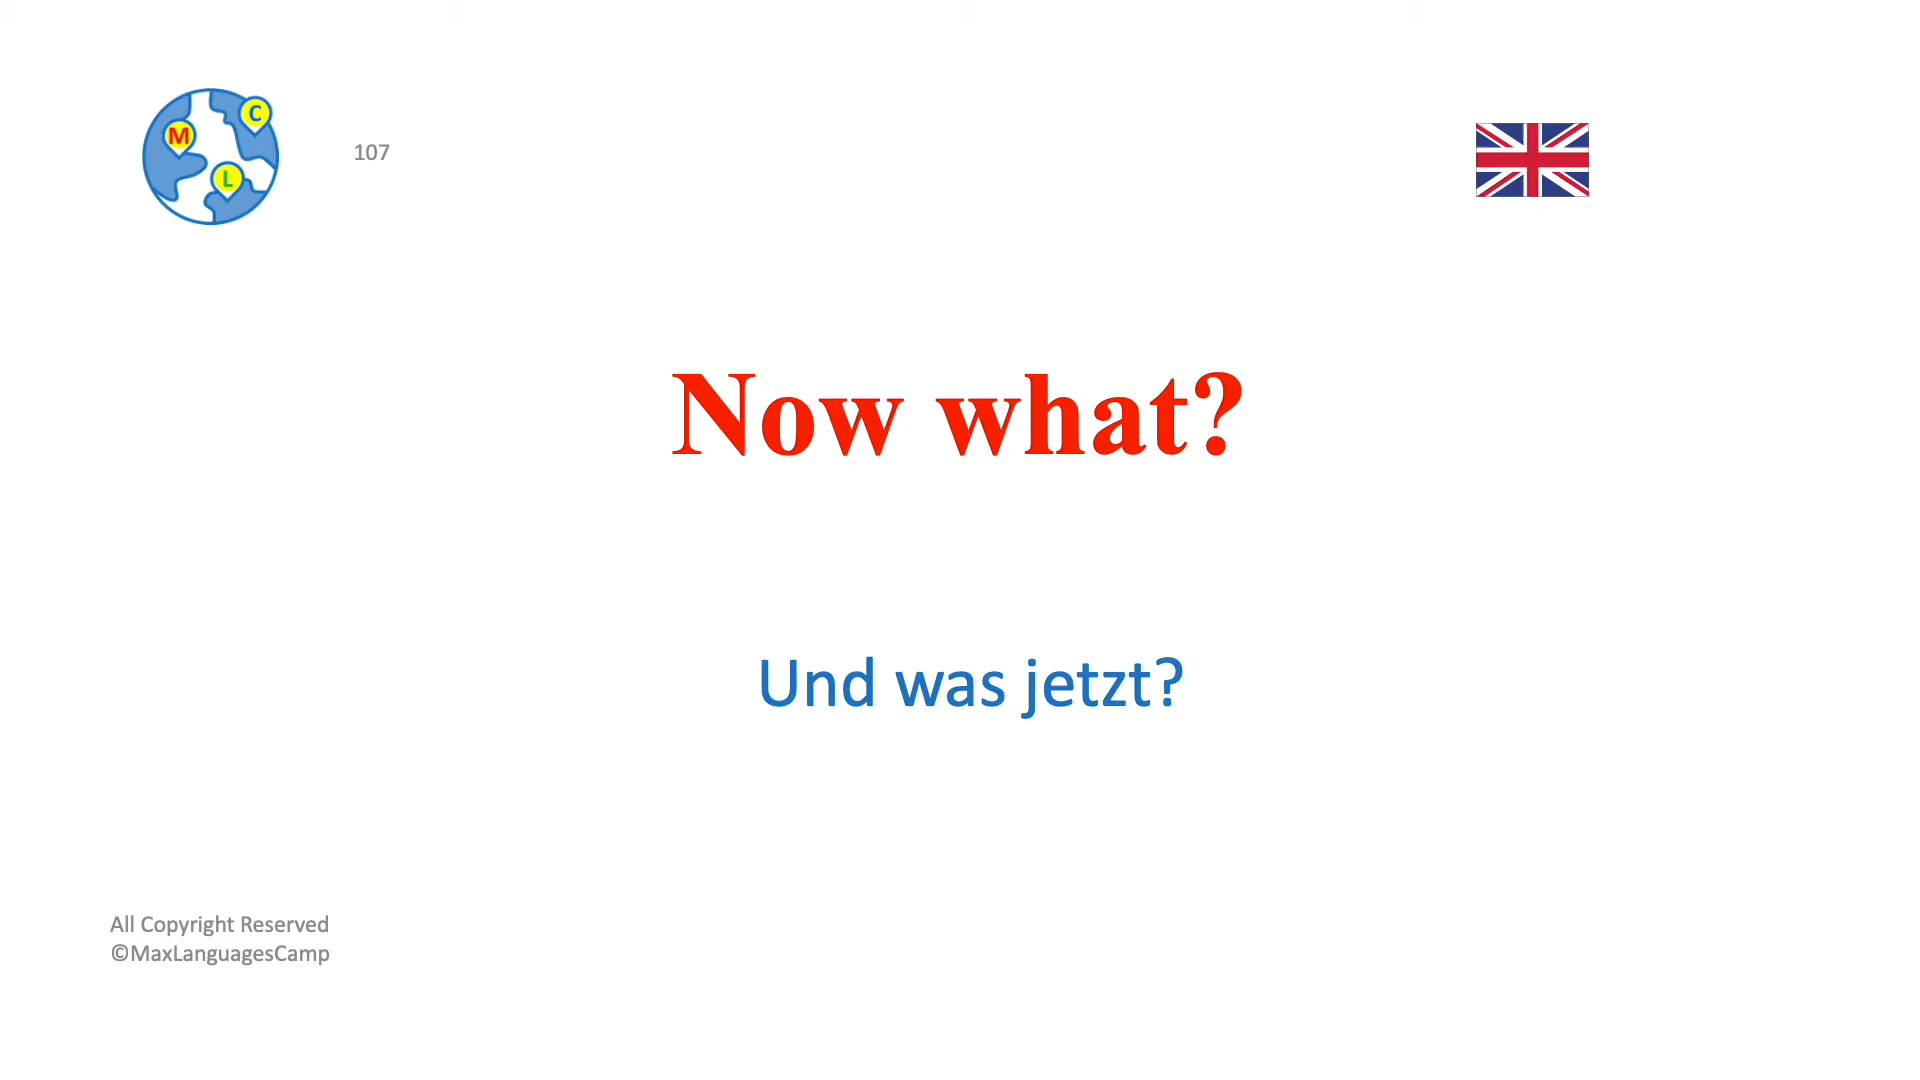 C
M
L
107
Now what?
Und was jetzt?
All Copyright Reserved
©MaxLanguagesCamp